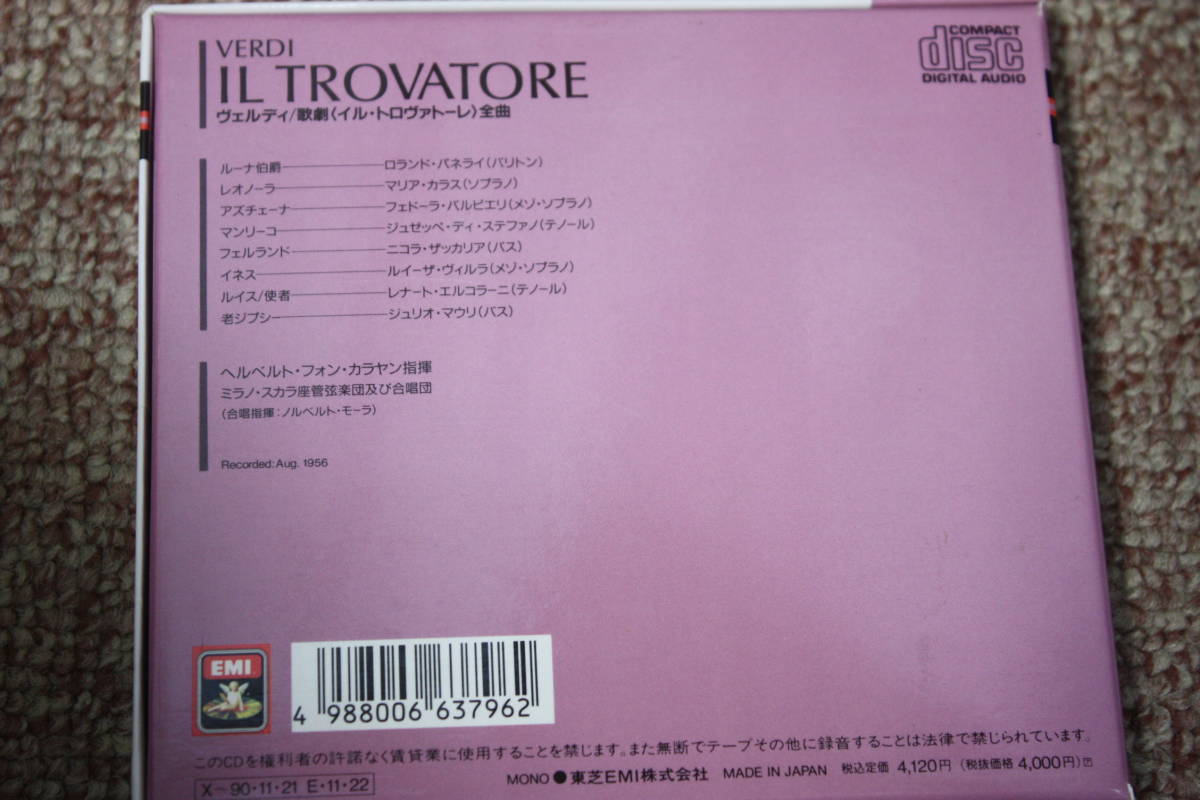 VERDI
IL TROVATORE
ヴェルディ/歌劇〈イル・トロヴァトーレ〉全曲
COMPACT
disc
DIGITAL AUDIO
ルーナ伯爵――ロランド・パネライ(バリトン)
レオノーラ――マリア・カラス(ソプラノ)
アズチェーナ――フェドーラ・バルビエリ(メゾ・ソプラノ)
マンリーコ――ジュゼッペ・ディ・ステファノ(テノール)
フェルランド――ニコラ・ザッカリア(バス)
イネス――ルイーザ・ヴィルラ(メゾ・ソプラノ)
ルイス/使者――レナート・エルコラーニ(テノール)
老ジプシー――ジュリオ・マウリ(バス)
ヘルベルト・フォン・カラヤン指揮
ミラノ・スカラ座管弦楽団及び合唱団
(合唱指揮:ノルベルト・モーラ)
Recorded: Aug. 1956
EMI
4 988006 637962
このCDを権利者の許諾なく賃貸業に使用することを禁じます。また無断でテープその他に録音することは法律で禁じられています。
X〜90・11・21 E・11・22
MONO ●東芝EMI株式会社 MADE IN JAPAN 税込定価 4,120円 (税抜価格 4,000円)